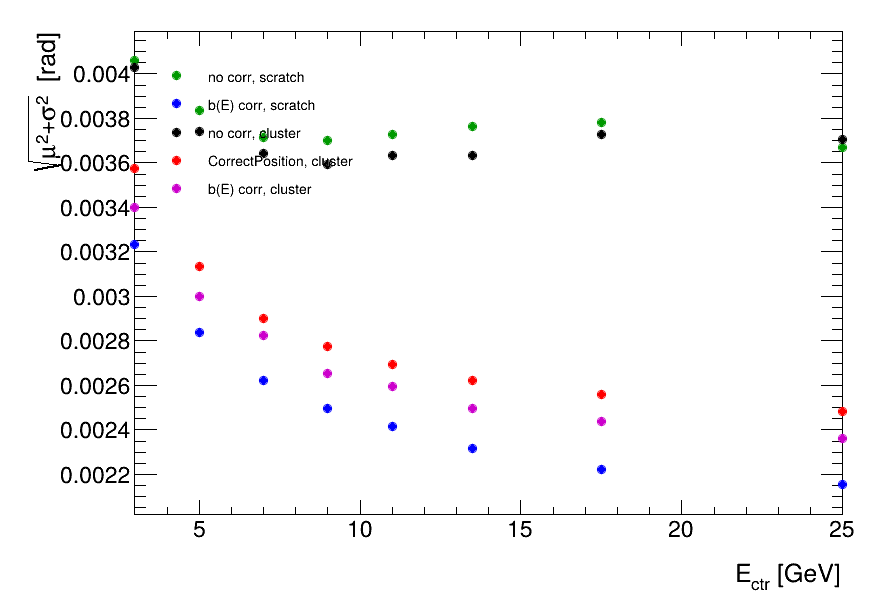 √μ²+σ² [rad]
0.004
0.0038
0.0036
0.0034
0.0032
0.003
0.0028
0.0026
0.0024
0.0022
no corr, scratch
b(E) corr, scratch
no corr, cluster
CorrectPosition, cluster
b(E) corr, cluster
5 10 15 20 25
E_ctr [GeV]